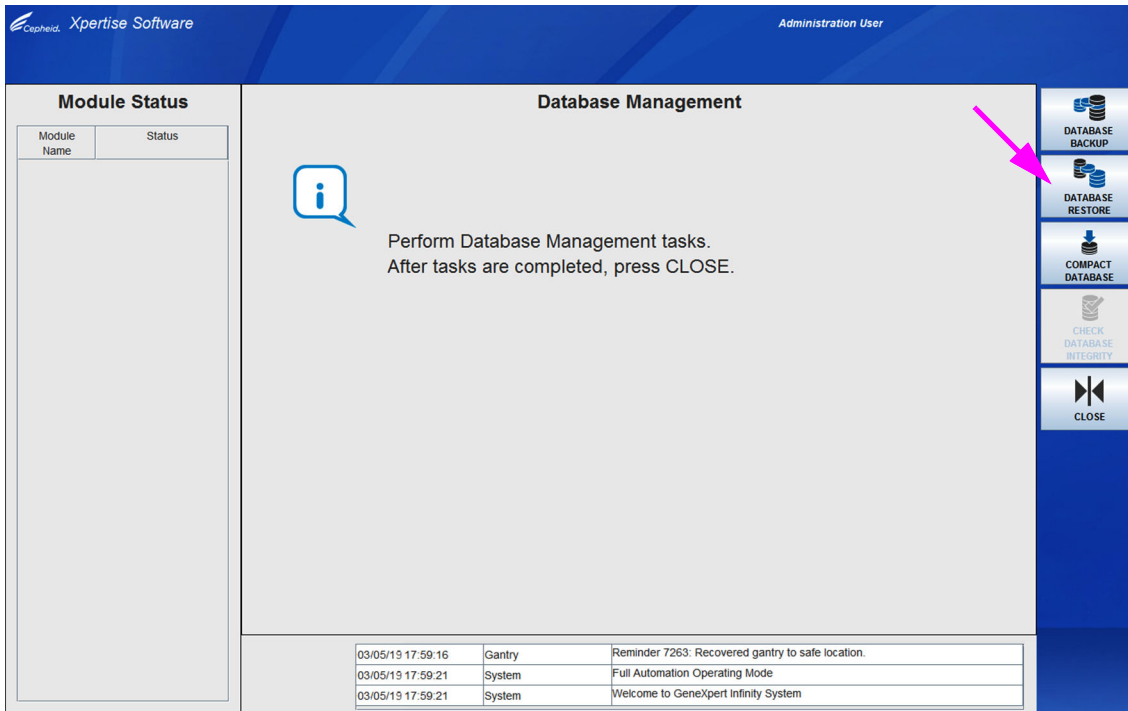 Cepheid. Xpertise Software
Administration User
Module Status
Module
Name
Status
Database Management
i
Perform Database Management tasks.
After tasks are completed, press CLOSE.
DATABASE
BACKUP
DATABASE
RESTORE
COMPACT
DATABASE
CHECK
DATABASE
INTEGRITY
CLOSE
03/05/19 17:59:16 Gantry Reminder 7263: Recovered gantry to safe location.
03/05/19 17:59:21 System Full Automation Operating Mode
03/05/19 17:59:21 System Welcome to GeneXpert Infinity System